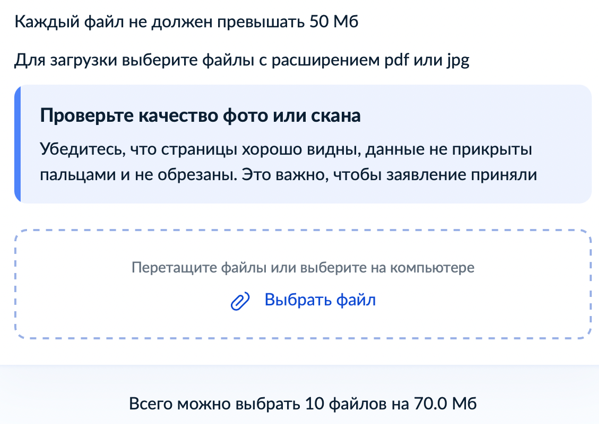 Каждый файл не должен превышать 50 Мб
Для загрузки выберите файлы с расширением pdf или jpg
Проверьте качество фото или скана
Убедитесь, что страницы хорошо видны, данные не прикрыты
пальцами и не обрезаны. Это важно, чтобы заявление приняли
Перетащите файлы или выберите на компьютере
Выбрать файл
Всего можно выбрать 10 файлов на 70.0 Мб